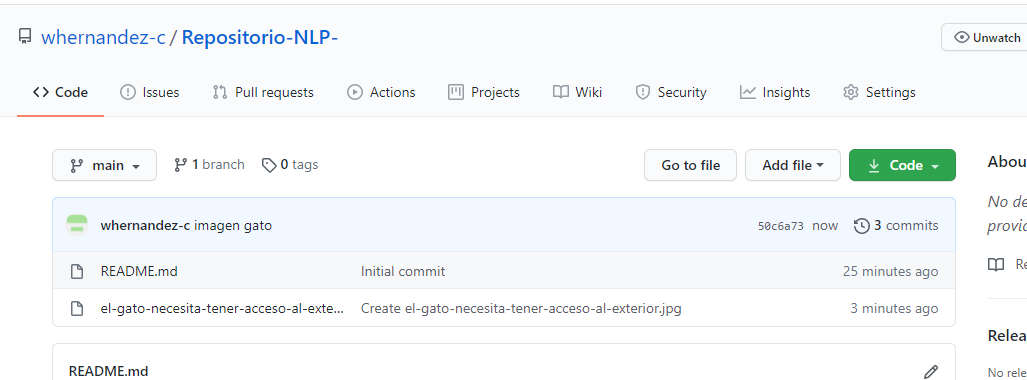 whernandez-c / Repositorio-NLP-
Unwatch
Code Issues Pull requests Actions Projects Wiki Security Insights Settings
main 1 branch 0 tags Go to file Add file Code
whernandez-c imagen gato 50c6a73 now 3 commits
README.md Initial commit 25 minutes ago
el-gato-necesita-tener-acceso-al-exte... Create el-gato-necesita-tener-acceso-al-exterior.jpg 3 minutes ago
README.md
Abou
No de
provid
Re
Relea
No rele